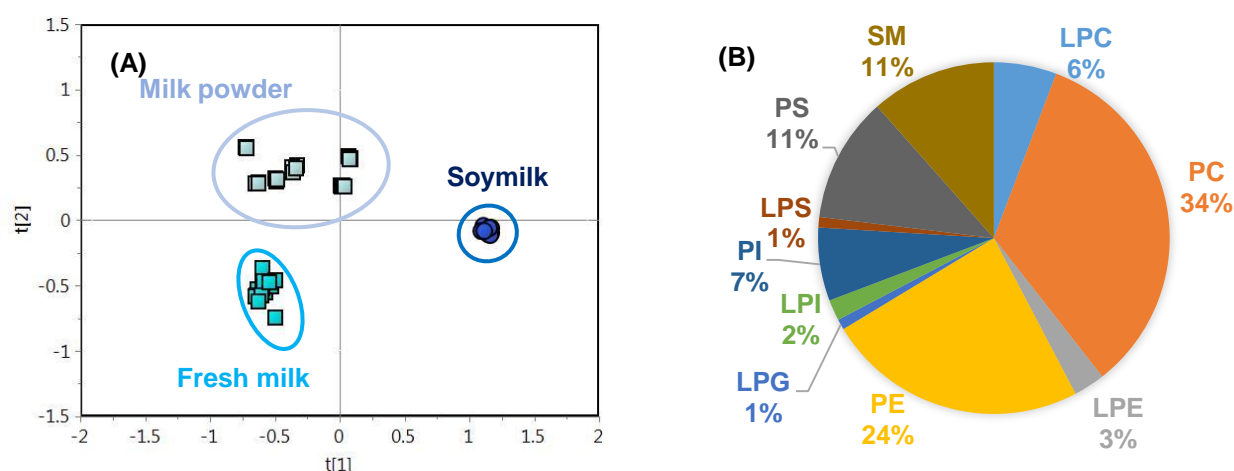 (A)
Milk powder
Soymilk
Fresh milk
1.5
1
0.5
0
-0.5
-1
-1.5
t[2]
-2
-1
-0.5
0
0.5
1
1.5
2
t[1]
(B)
SM
11%
LPC
6%
PC
34%
LPE
3%
PE
24%
LPG
1%
LPI
2%
PI
7%
LPS
1%
PS
11%